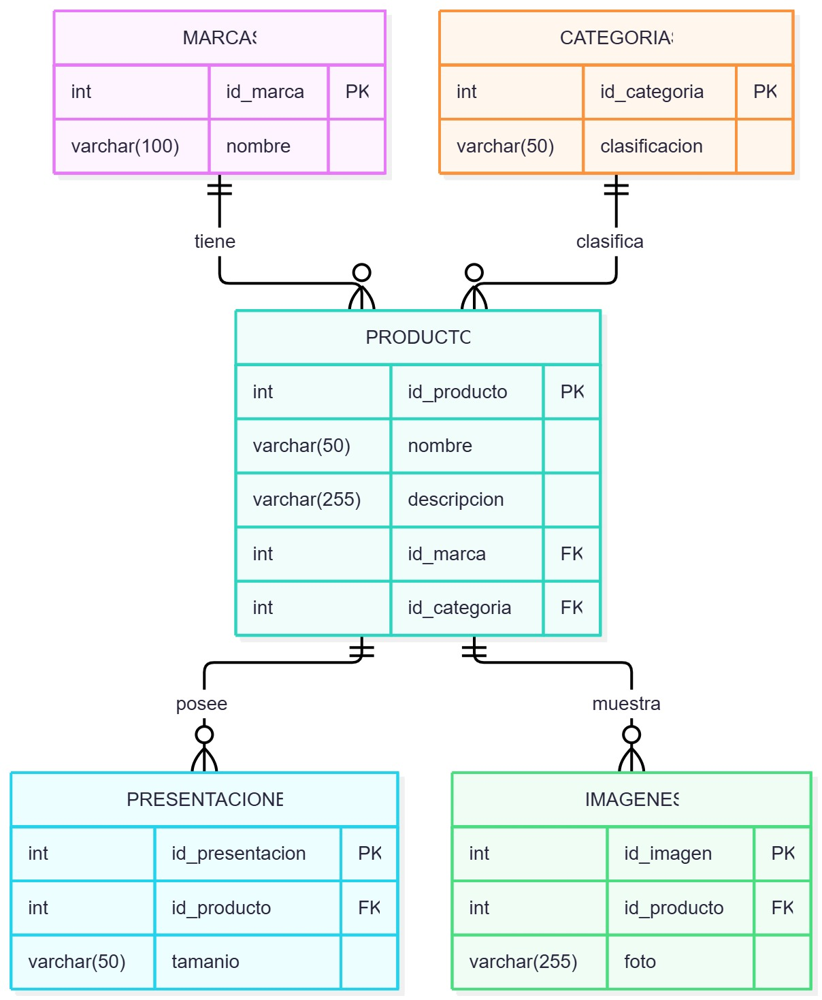 MARCAS
int id_marca PK
varchar(100) nombre
CATEGORIAS
int id_categoria PK
varchar(50) clasificacion
tiene
clasifica
PRODUCTO
int id_producto PK
varchar(50) nombre
varchar(255) descripcion
int id_marca FK
int id_categoria FK
posee
muestra
PRESENTACIONE
int id_presentacion PK
int id_producto FK
varchar(50) tamanio
IMAGENES
int id_imagen PK
int id_producto FK
varchar(255) foto